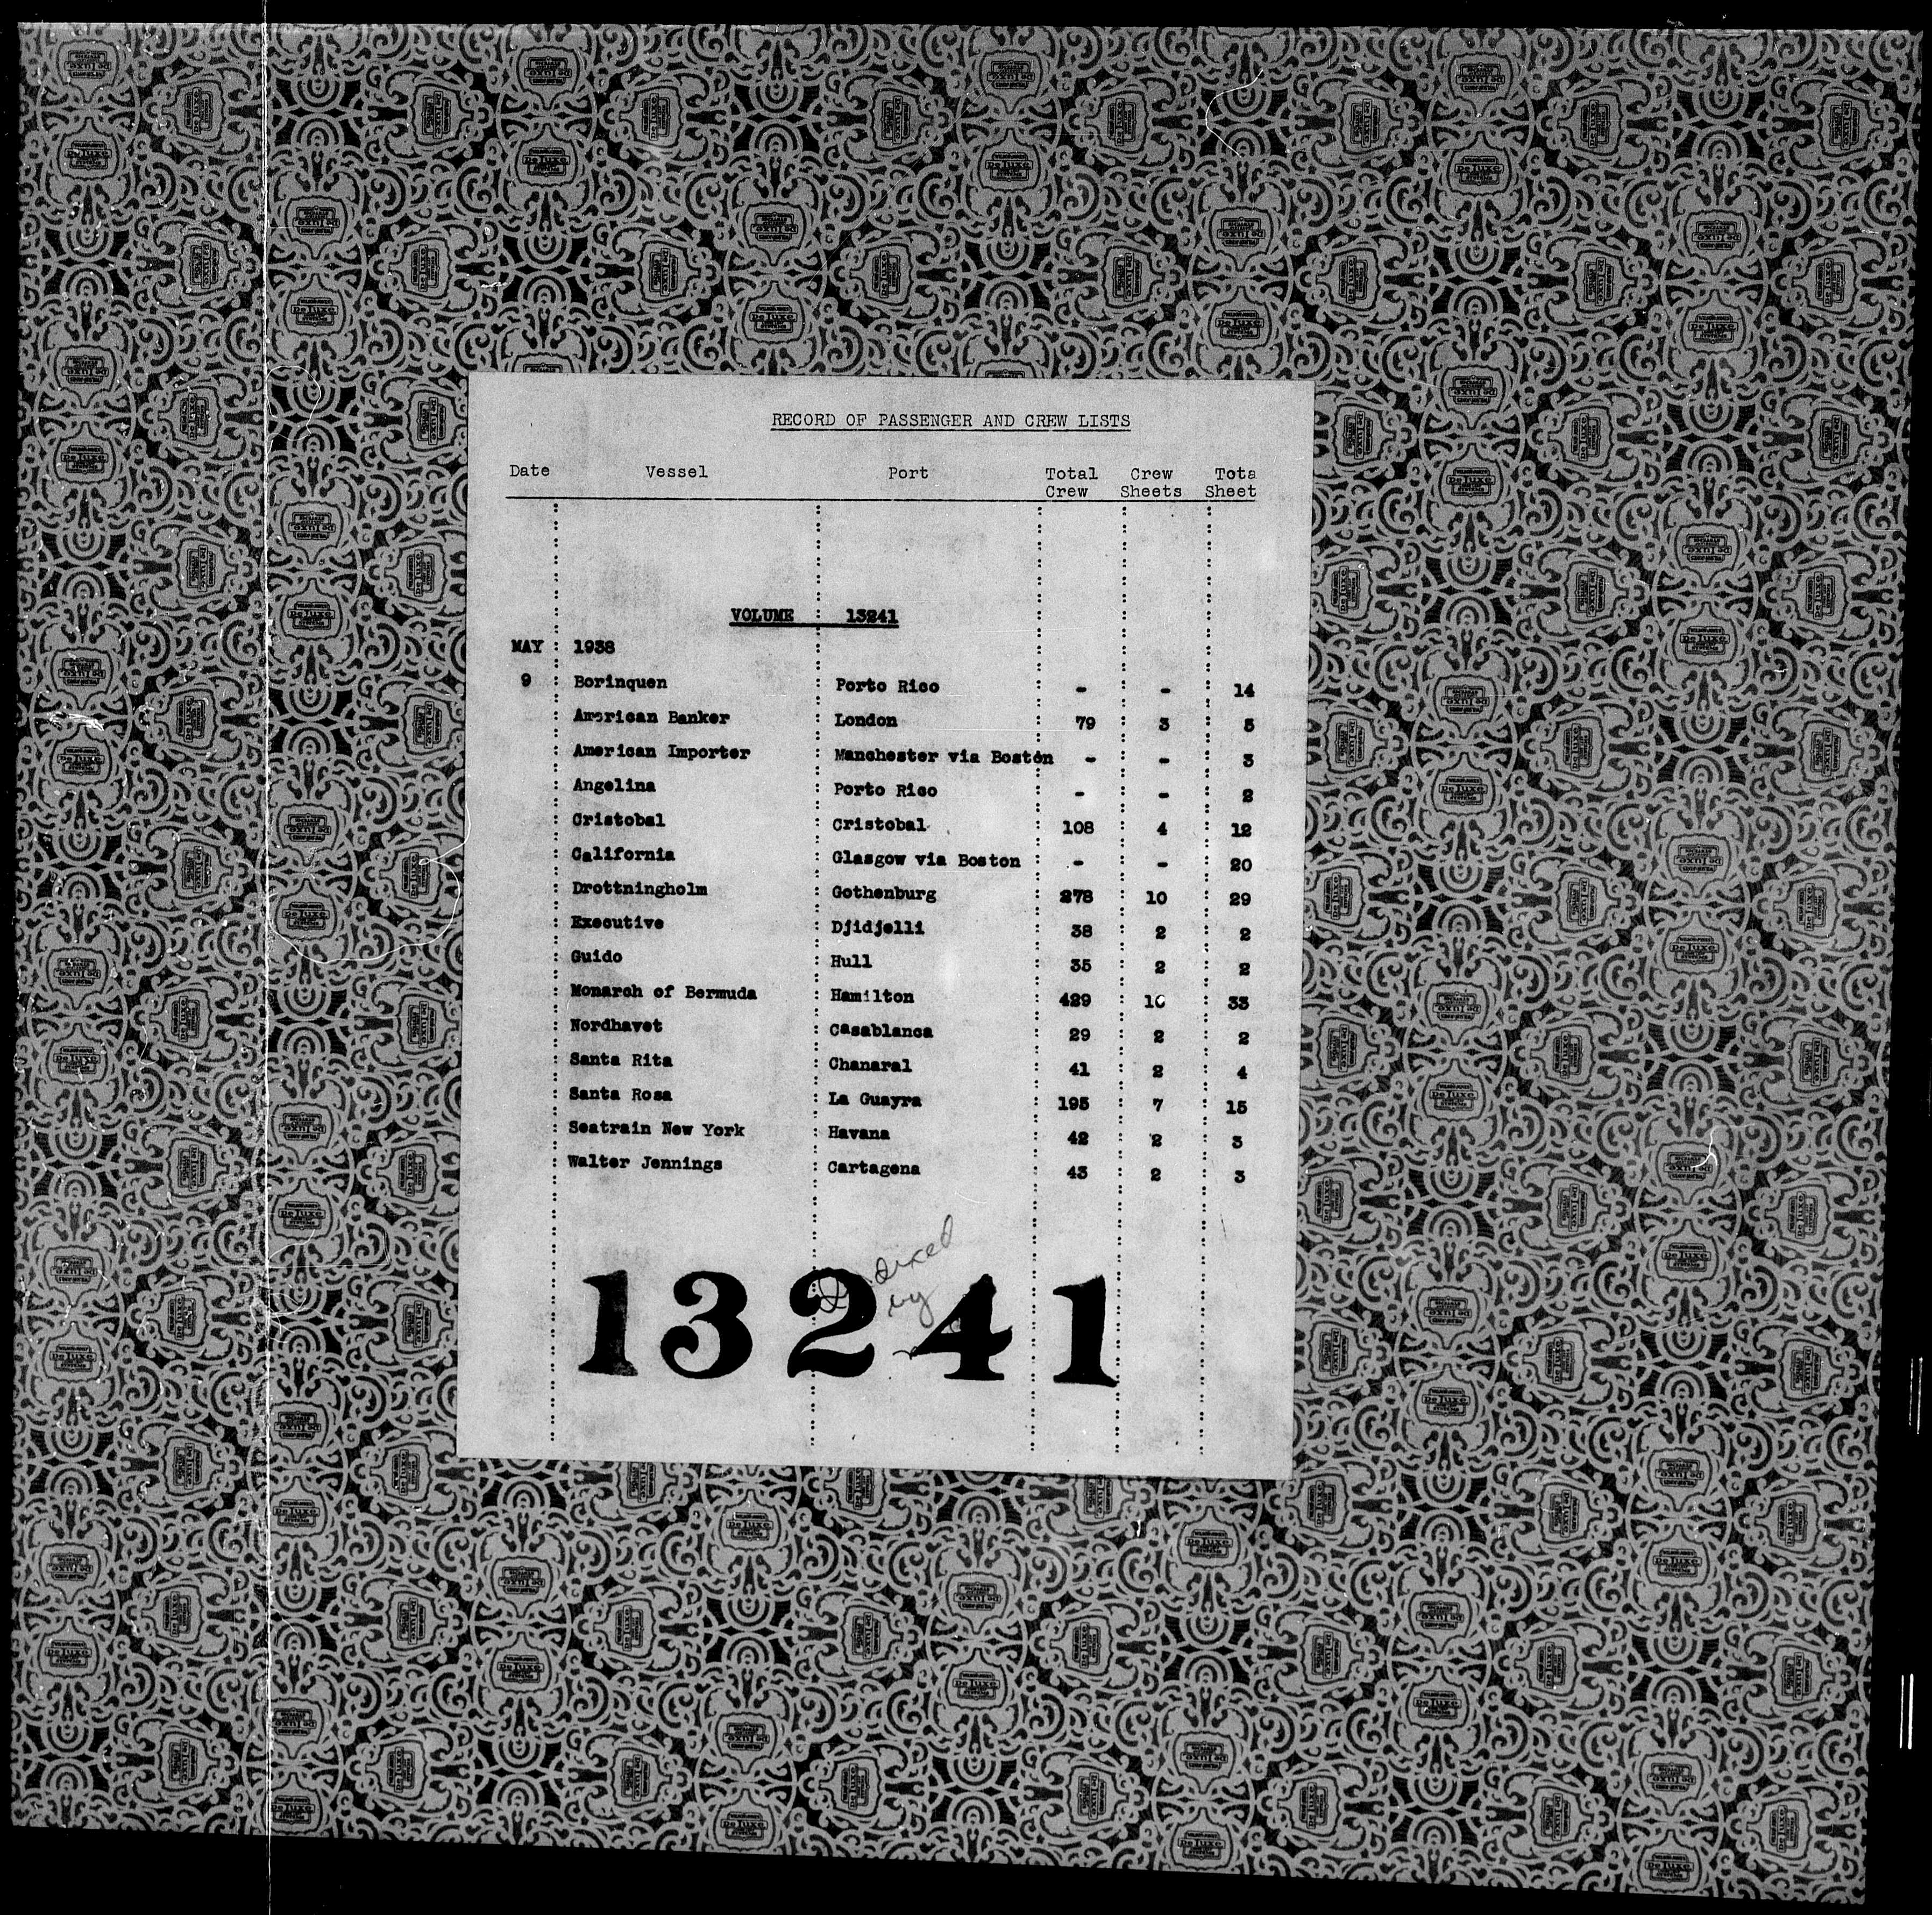 RECORD OF PASSENGER AND CREW LISTS
Date Vessel Port Total Crew Tota
Crew Sheets Sheet
VOLUME : 13241
MAY : 1938
9 : Borinquen : Porto Rico : - : - : 14
: American Banker : London : 79 : 3 : 5
: American Importer : Manchester via Boston - : - : 3
: Angelina : Porto Rico : - : - : 2
: Cristobal : Cristobal : 108 : 4 : 12
: California : Glasgow via Boston : - : - : 20
: Drottningholm : Gothenburg : 278 : 10 : 29
: Executive : Djidjelli : 38 : 2 : 2
: Guido : Hull : 35 : 2 : 2
: Monarch of Bermuda : Hamilton : 429 : 16 : 33
: Nordhavet : Casablanca : 29 : 2 : 2
: Santa Rita : Chanaral : 41 : 2 : 4
: Santa Rosa : La Guayra : 195 : 7 : 15
: Seatrain New York : Havana : 42 : 2 : 3
: Walter Jennings : Cartagena : 43 : 2 : 3
Indexed
by
13241
De Luxe